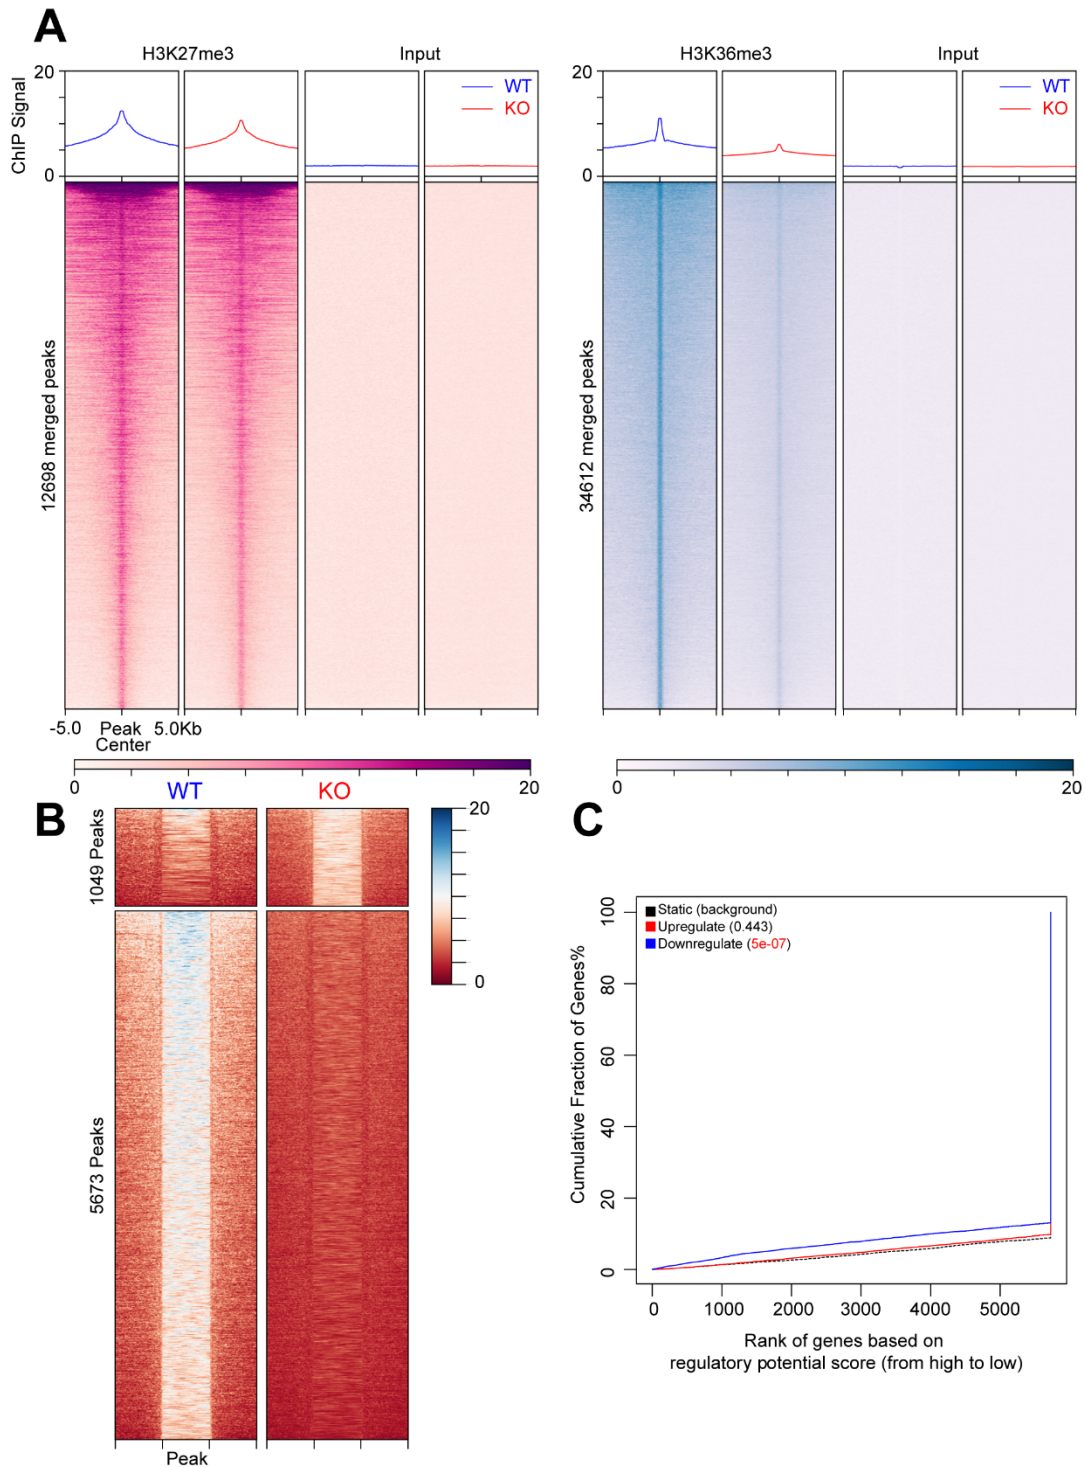 A
H3K27me3
Input
H3K36me3
Input
20
ChIP Signal
0
WT
KO
20
0
WT
KO
12698 merged peaks
34612 merged peaks
-5.0
Peak
Center
5.0Kb
0
20
0
20
B
WT
KO
1049 Peaks
5673 Peaks
20
0
Peak
C
Static (background)
Upregulate (0.443)
Downregulate (5e-07)
Cumulative Fraction of Genes%
100
80
60
40
20
0
0
1000
2000
3000
4000
5000
Rank of genes based on
regulatory potential score (from high to low)